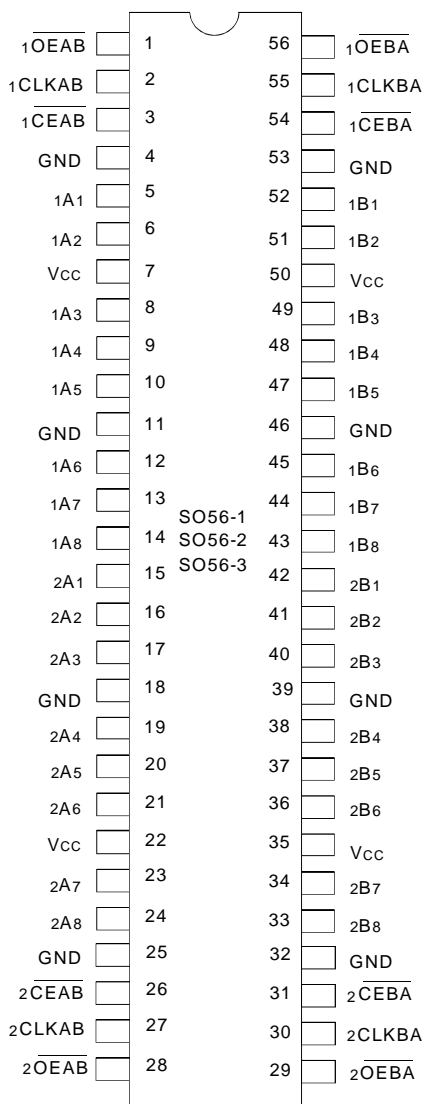 1OEAB 1 56 1OEBA
1CLKAB 2 55 1CLKBA
1CEAB 3 54 1CEBA
GND 4 53 GND
1A1 5 52 1B1
1A2 6 51 1B2
VCC 7 50 VCC
1A3 8 49 1B3
1A4 9 48 1B4
1A5 10 47 1B5
GND 11 46 GND
1A6 12 45 1B6
1A7 13 44 1B7
SO56-1
1A8 14 SO56-2 43 1B8
SO56-3
2A1 15 42 2B1
2A2 16 41 2B2
2A3 17 40 2B3
GND 18 39 GND
2A4 19 38 2B4
2A5 20 37 2B5
2A6 21 36 2B6
VCC 22 35 VCC
2A7 23 34 2B7
2A8 24 33 2B8
GND 25 32 GND
2CEAB 26 31 2CEBA
2CLKAB 27 30 2CLKBA
2OEAB 28 29 2OEBA